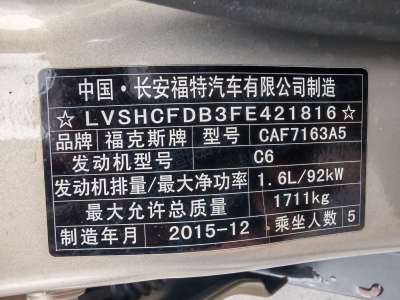 中国·长安福特汽车有限公司制造
☆LVSHCFDB3FE421816☆
品牌 福克斯牌 型号 CAF7163A5
发动机型号 C6
发动机排量/最大净功率 1.6L/92kW
最大允许总质量 1711kg
制造年月 2015-12 乘坐人数 5